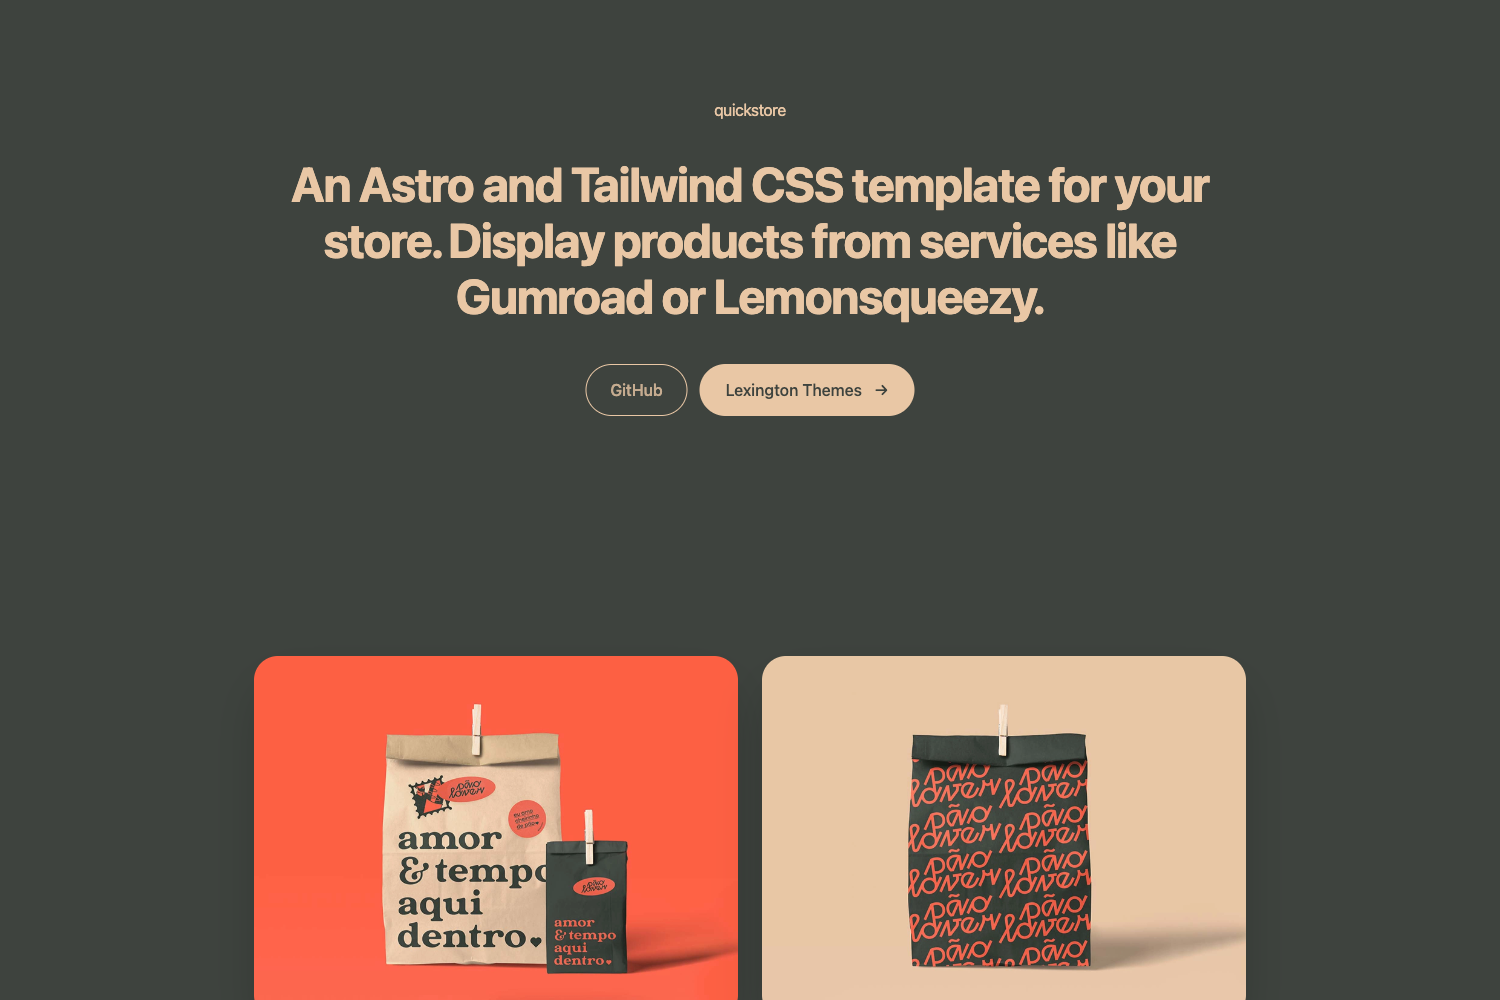 quickstore
An Astro and Tailwind CSS template for your
store. Display products from services like
Gumroad or Lemonsqueezy.
GitHub
Lexington Themes →
amor
& tempo
aqui
dentro
amor
& tempo
aqui
dentro